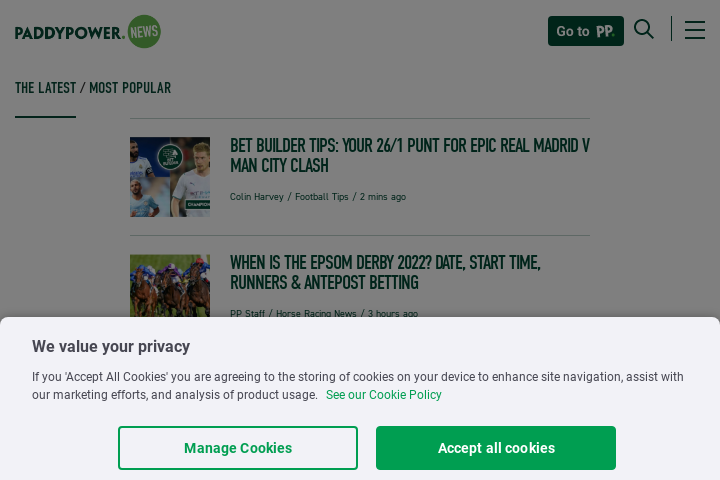 PADDYPOWER. NEWS
Go to PP.
THE LATEST / MOST POPULAR
BET BUILDER TIPS: YOUR 26/1 PUNT FOR EPIC REAL MADRID V
MAN CITY CLASH
Colin Harvey / Football Tips / 2 mins ago
WHEN IS THE EPSOM DERBY 2022? DATE, START TIME,
RUNNERS & ANTEPOST BETTING
PP Staff / Horse Racing News / 3 hours ago
We value your privacy
If you 'Accept All Cookies' you are agreeing to the storing of cookies on your device to enhance site navigation, assist with
our marketing efforts, and analysis of product usage. See our Cookie Policy
Manage Cookies
Accept all cookies